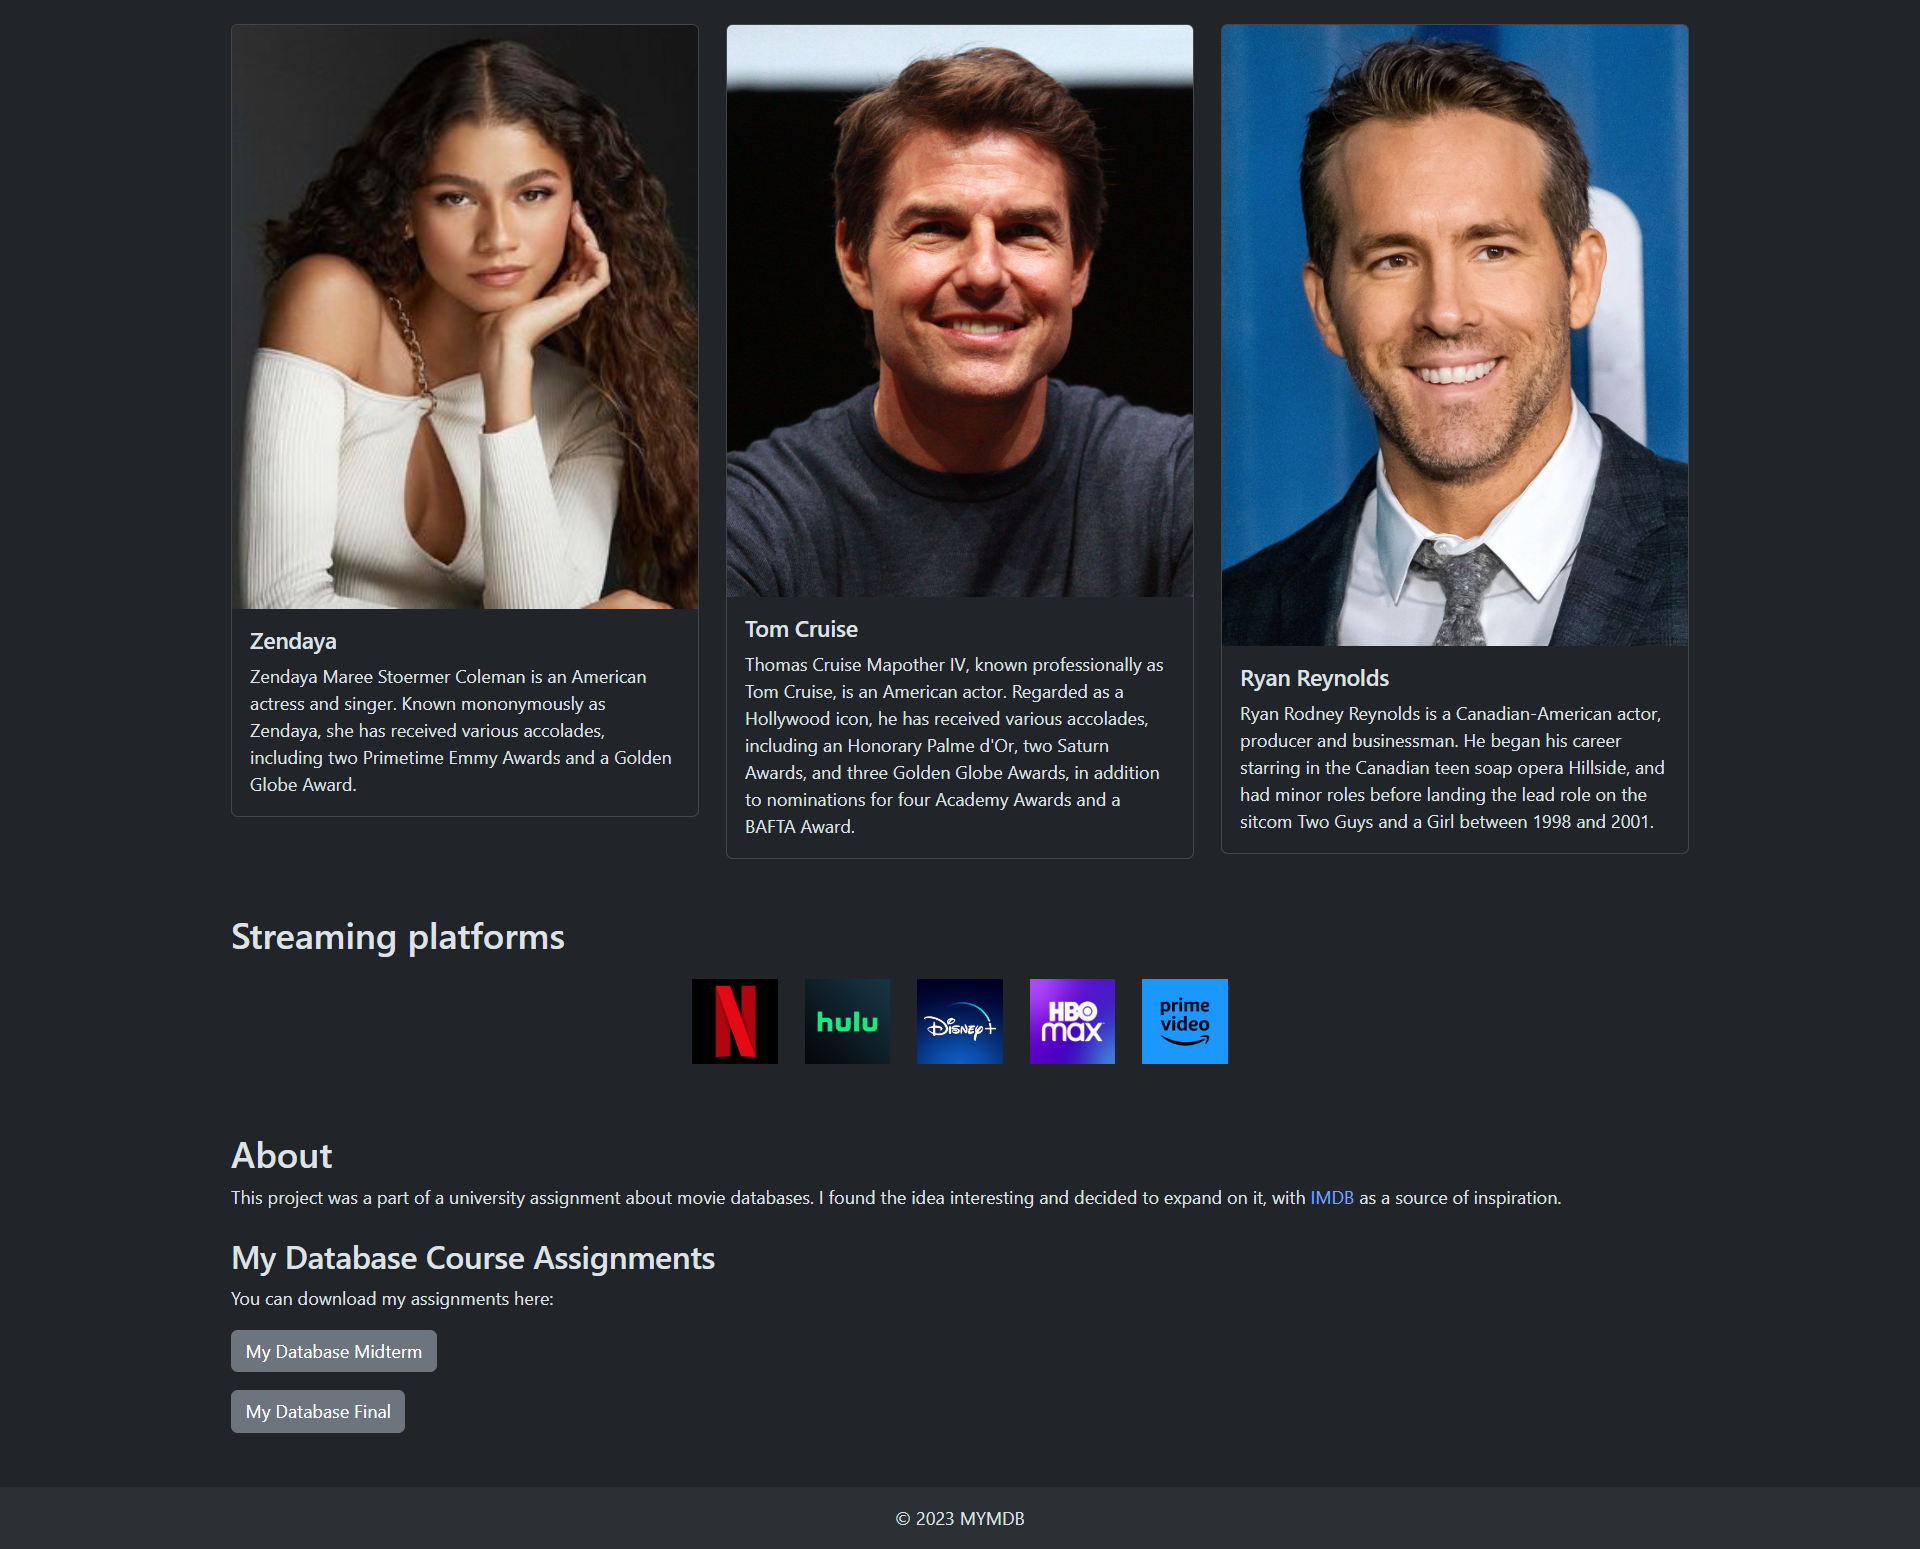 Zendaya
Zendaya Maree Stoermer Coleman is an American
actress and singer. Known mononymously as
Zendaya, she has received various accolades,
including two Primetime Emmy Awards and a Golden
Globe Award.
Tom Cruise
Thomas Cruise Mapother IV, known professionally as
Tom Cruise, is an American actor. Regarded as a
Hollywood icon, he has received various accolades,
including an Honorary Palme d'Or, two Saturn
Awards, and three Golden Globe Awards, in addition
to nominations for four Academy Awards and a
BAFTA Award.
Ryan Reynolds
Ryan Rodney Reynolds is a Canadian-American actor,
producer and businessman. He began his career
starring in the Canadian teen soap opera Hillside, and
had minor roles before landing the lead role on the
sitcom Two Guys and a Girl between 1998 and 2001.
Streaming platforms
N
hulu
Disney+
HBO
max
prime
video
About
This project was a part of a university assignment about movie databases. I found the idea interesting and decided to expand on it, with IMDB as a source of inspiration.
My Database Course Assignments
You can download my assignments here:
My Database Midterm
My Database Final
© 2023 MYMDB